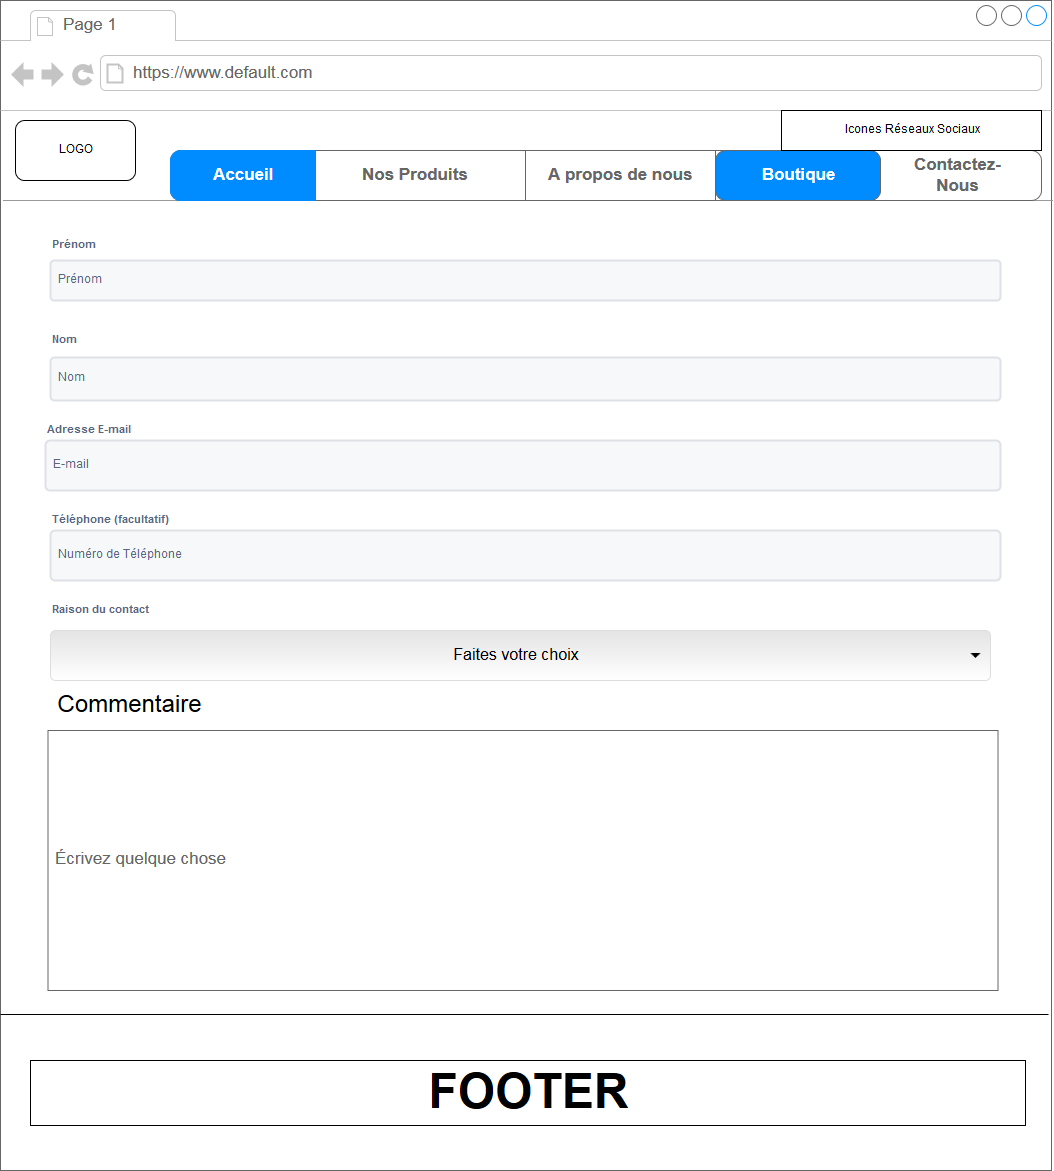 Page 1
https://www.default.com
LOGO
Icones Réseaux Sociaux
Accueil
Nos Produits
A propos de nous
Boutique
Contactez-
Nous
Prénom
Prénom
Nom
Nom
Adresse E-mail
E-mail
Téléphone (facultatif)
Numéro de Téléphone
Raison du contact
Faites votre choix
Commentaire
Écrivez quelque chose
FOOTER